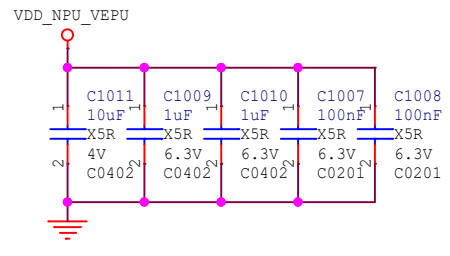 VDD_NPU_VEPU
C1011 C1009 C1010 C1007 C1008
10uF 1uF 1uF 100nF 100nF
1 1 1 1 1
X5R X5R X5R X5R X5R
4V 6.3V 6.3V 6.3V 6.3V
2 2 2 2 2
C0402 C0402 C0402 C0201 C0201